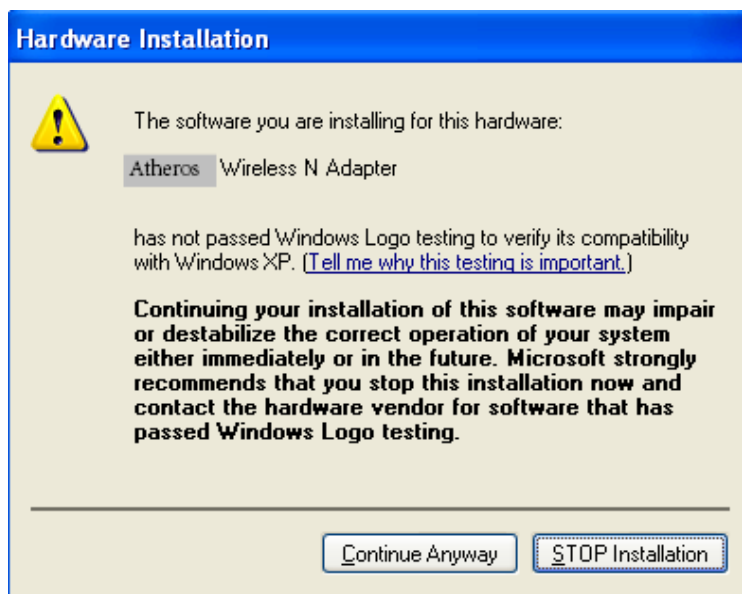 Hardware Installation
The software you are installing for this hardware:
Atheros Wireless N Adapter
has not passed Windows Logo testing to verify its compatibility
with Windows XP. (Tell me why this testing is important.)
Continuing your installation of this software may impair
or destabilize the correct operation of your system
either immediately or in the future. Microsoft strongly
recommends that you stop this installation now and
contact the hardware vendor for software that has
passed Windows Logo testing.
Continue Anyway STOP Installation